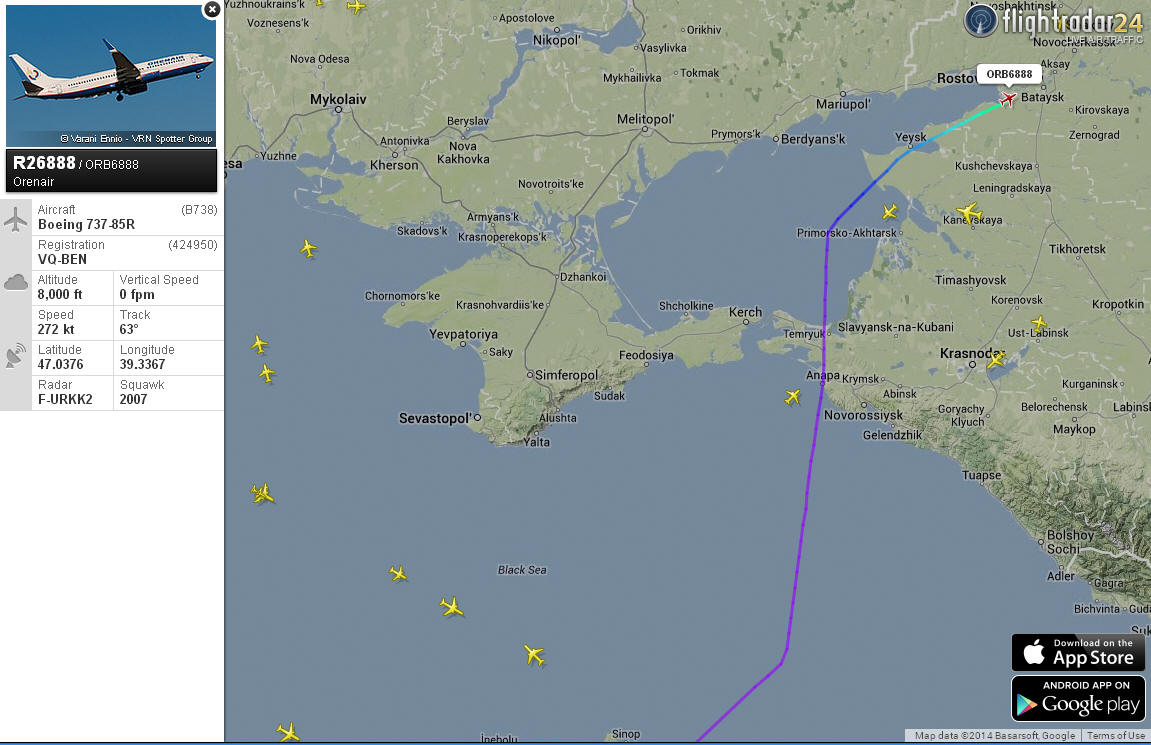 © Varani Ennio - VRN Spotter Group
R26888 / ORB6888
Orenair
Aircraft (B738)
Boeing 737-85R
Registration (424950)
VQ-BEN
Altitude Vertical Speed
8,000 ft 0 fpm
Speed Track
272 kt 63°
Latitude Longitude
47.0376 39.3367
Radar Squawk
F-URKK2 2007
flightradar24
LIVE AIR TRAFFIC
Yuzhnoukrains'k
Voznesens'k
Apostolove
Nikopol'
Orikhiv
Vasylivka
Nova Odesa
Mykhailivka
Tokmak
Novoshakhtinsk
Novocherkassk
Aksay
Rostov
ORB6888
Bataysk
Mykolaiv
Mariupol'
Kirovskaya
Beryslav
Melitopol'
Prymors'k
Berdyans'k
Yeysk
Zernograd
Antonivka
Nova
Kakhovka
Yuzhne
esa
Kherson
Kushchevskaya
Novotroits'ke
Leningradskaya
Armyans'k
Skadovs'k
Krasnoperekops'k
Kanevskaya
Primorsko-Akhtarsk
Tikhoretsk
Dzhankoi
Timashyovsk
Chornomors'ke
Krasnohvardiis'ke
Shcholkine
Kerch
Korenovsk
Kropotkin
Yevpatoriya
Temryuk
Slavyansk-na-Kubani
Ust-Labinsk
Saky
Feodosiya
Krasnodar
Simferopol
Anapa
Krymsk
Kurganinsk
Sudak
Abinsk
Sevastopol'
Alushta
Novorossiysk
Goryachy
Klyuch
Belorechensk
Labinsk
Yalta
Gelendzhik
Maykop
Tuapse
Bolshoy
Sochi
Black Sea
Adler
Gagra
Bichvinta
Guda
Suk
İnebolu
Sinop
Download on the
App Store
ANDROID APP ON
Google play
Map data ©2014 Basarsoft, Google
Terms of Use